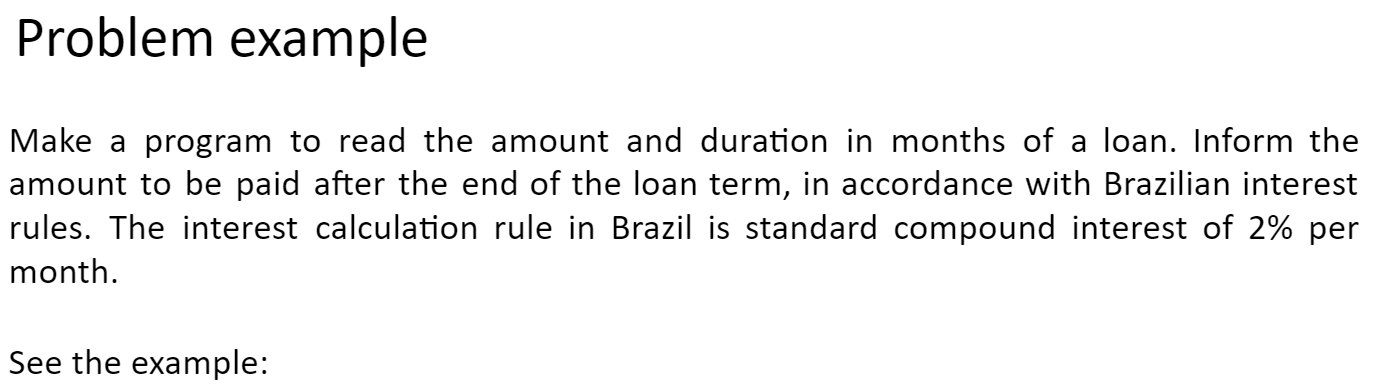 Problem example
Make a program to read the amount and duration in months of a loan. Inform the
amount to be paid after the end of the loan term, in accordance with Brazilian interest
rules. The interest calculation rule in Brazil is standard compound interest of 2% per
month.
See the example: